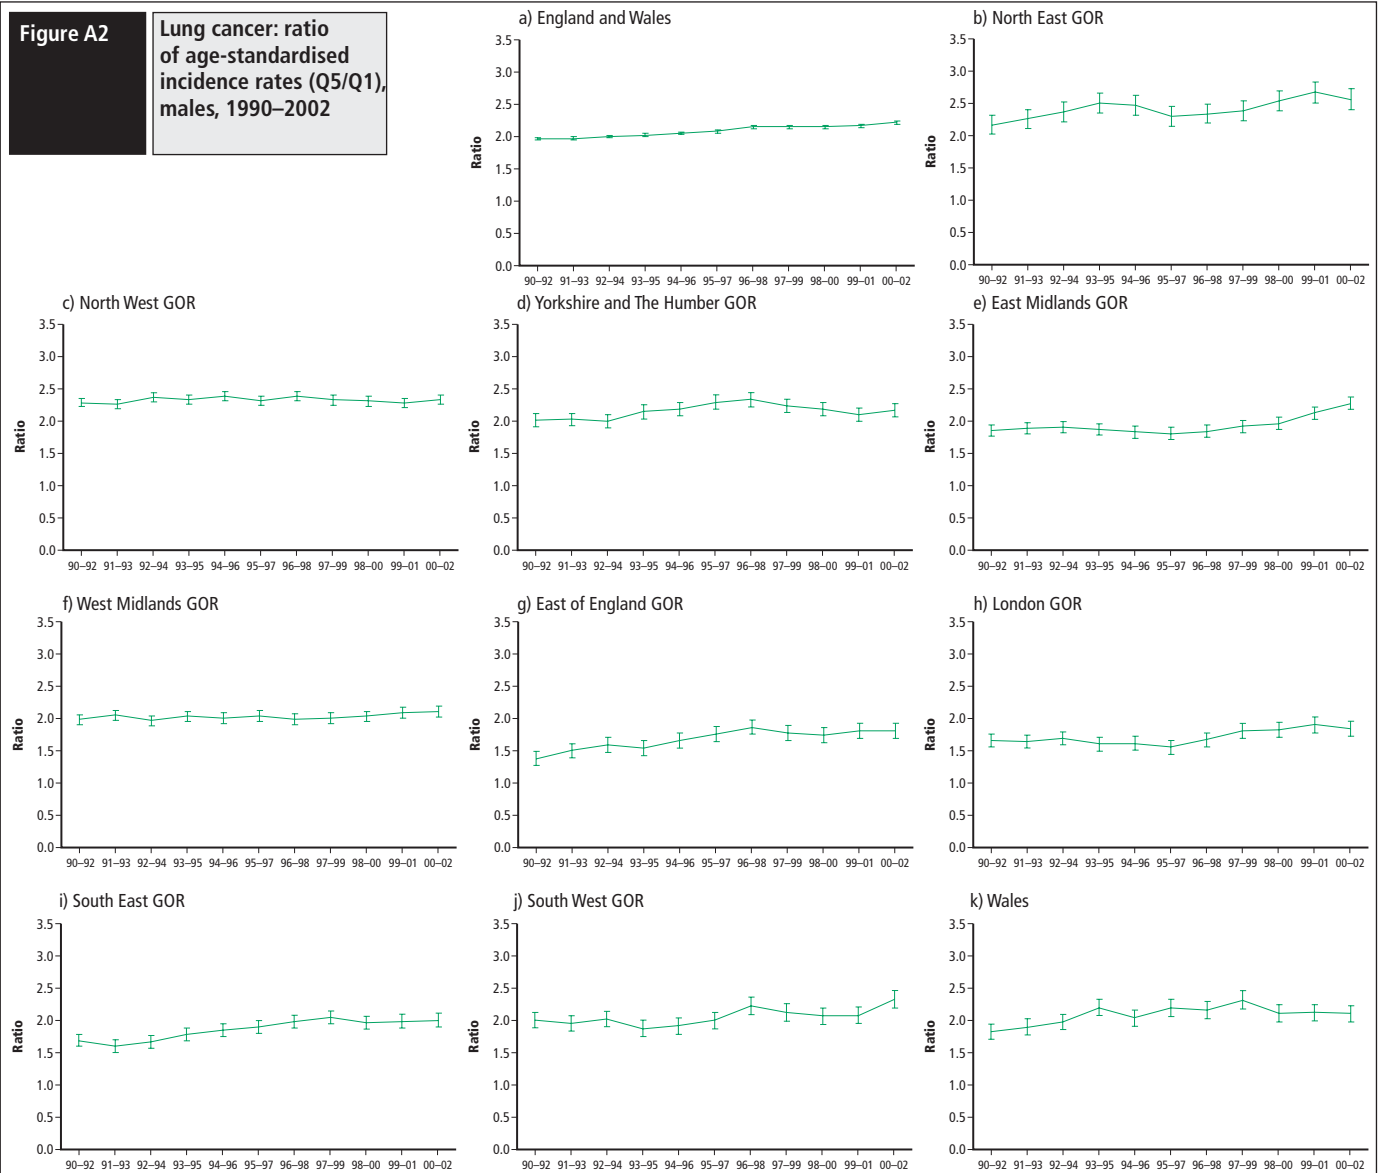 Figure A2
Lung cancer: ratio
of age-standardised
incidence rates (Q5/Q1),
males, 1990–2002
a) England and Wales
3.5
3.0
2.5
2.0
1.5
1.0
0.5
0.0
Ratio
90–92 91–93 92–94 93–95 94–96 95–97 96–98 97–99 98–00 99–01 00–02
b) North East GOR
3.5
3.0
2.5
2.0
1.5
1.0
0.5
0.0
Ratio
90–92 91–93 92–94 93–95 94–96 95–97 96–98 97–99 98–00 99–01 00–02
c) North West GOR
3.5
3.0
2.5
2.0
1.5
1.0
0.5
0.0
Ratio
90–92 91–93 92–94 93–95 94–96 95–97 96–98 97–99 98–00 99–01 00–02
d) Yorkshire and The Humber GOR
3.5
3.0
2.5
2.0
1.5
1.0
0.5
0.0
Ratio
90–92 91–93 92–94 93–95 94–96 95–97 96–98 97–99 98–00 99–01 00–02
e) East Midlands GOR
3.5
3.0
2.5
2.0
1.5
1.0
0.5
0.0
Ratio
90–92 91–93 92–94 93–95 94–96 95–97 96–98 97–99 98–00 99–01 00–02
f) West Midlands GOR
3.5
3.0
2.5
2.0
1.5
1.0
0.5
0.0
Ratio
90–92 91–93 92–94 93–95 94–96 95–97 96–98 97–99 98–00 99–01 00–02
g) East of England GOR
3.5
3.0
2.5
2.0
1.5
1.0
0.5
0.0
Ratio
90–92 91–93 92–94 93–95 94–96 95–97 96–98 97–99 98–00 99–01 00–02
h) London GOR
3.5
3.0
2.5
2.0
1.5
1.0
0.5
0.0
Ratio
90–92 91–93 92–94 93–95 94–96 95–97 96–98 97–99 98–00 99–01 00–02
i) South East GOR
3.5
3.0
2.5
2.0
1.5
1.0
0.5
0.0
Ratio
90–92 91–93 92–94 93–95 94–96 95–97 96–98 97–99 98–00 99–01 00–02
j) South West GOR
3.5
3.0
2.5
2.0
1.5
1.0
0.5
0.0
Ratio
90–92 91–93 92–94 93–95 94–96 95–97 96–98 97–99 98–00 99–01 00–02
k) Wales
3.5
3.0
2.5
2.0
1.5
1.0
0.5
0.0
Ratio
90–92 91–93 92–94 93–95 94–96 95–97 96–98 97–99 98–00 99–01 00–02